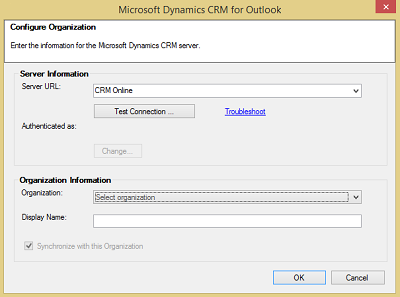 Microsoft Dynamics CRM for Outlook
Configure Organization
Enter the information for the Microsoft Dynamics CRM server.
Server Information
Server URL:
CRM Online
Test Connection ...
Troubleshoot
Authenticated as:
Change...
Organization Information
Organization:
Select organization
Display Name:
Synchronize with this Organization
OK
Cancel